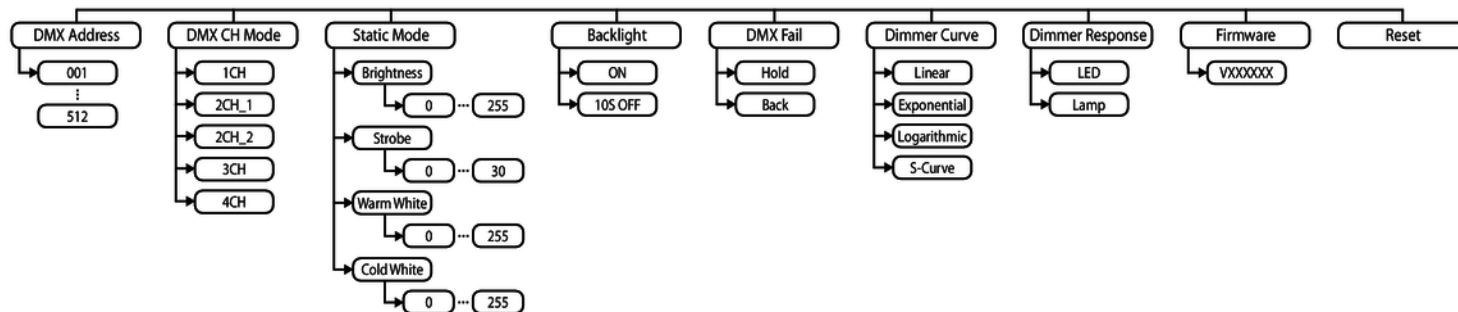 DMX Address DMX CH Mode Static Mode Backlight DMX Fail Dimmer Curve Dimmer Response Firmware Reset
001 1CH Brightness ON Hold Linear LED VXXXXXX
⋮ 2CH_1 0 ... 255 10S OFF Back Exponential Lamp
512 2CH_2 Strobe Logarithmic
3CH 0 ... 30 S-Curve
4CH Warm White
0 ... 255
Cold White
0 ... 255